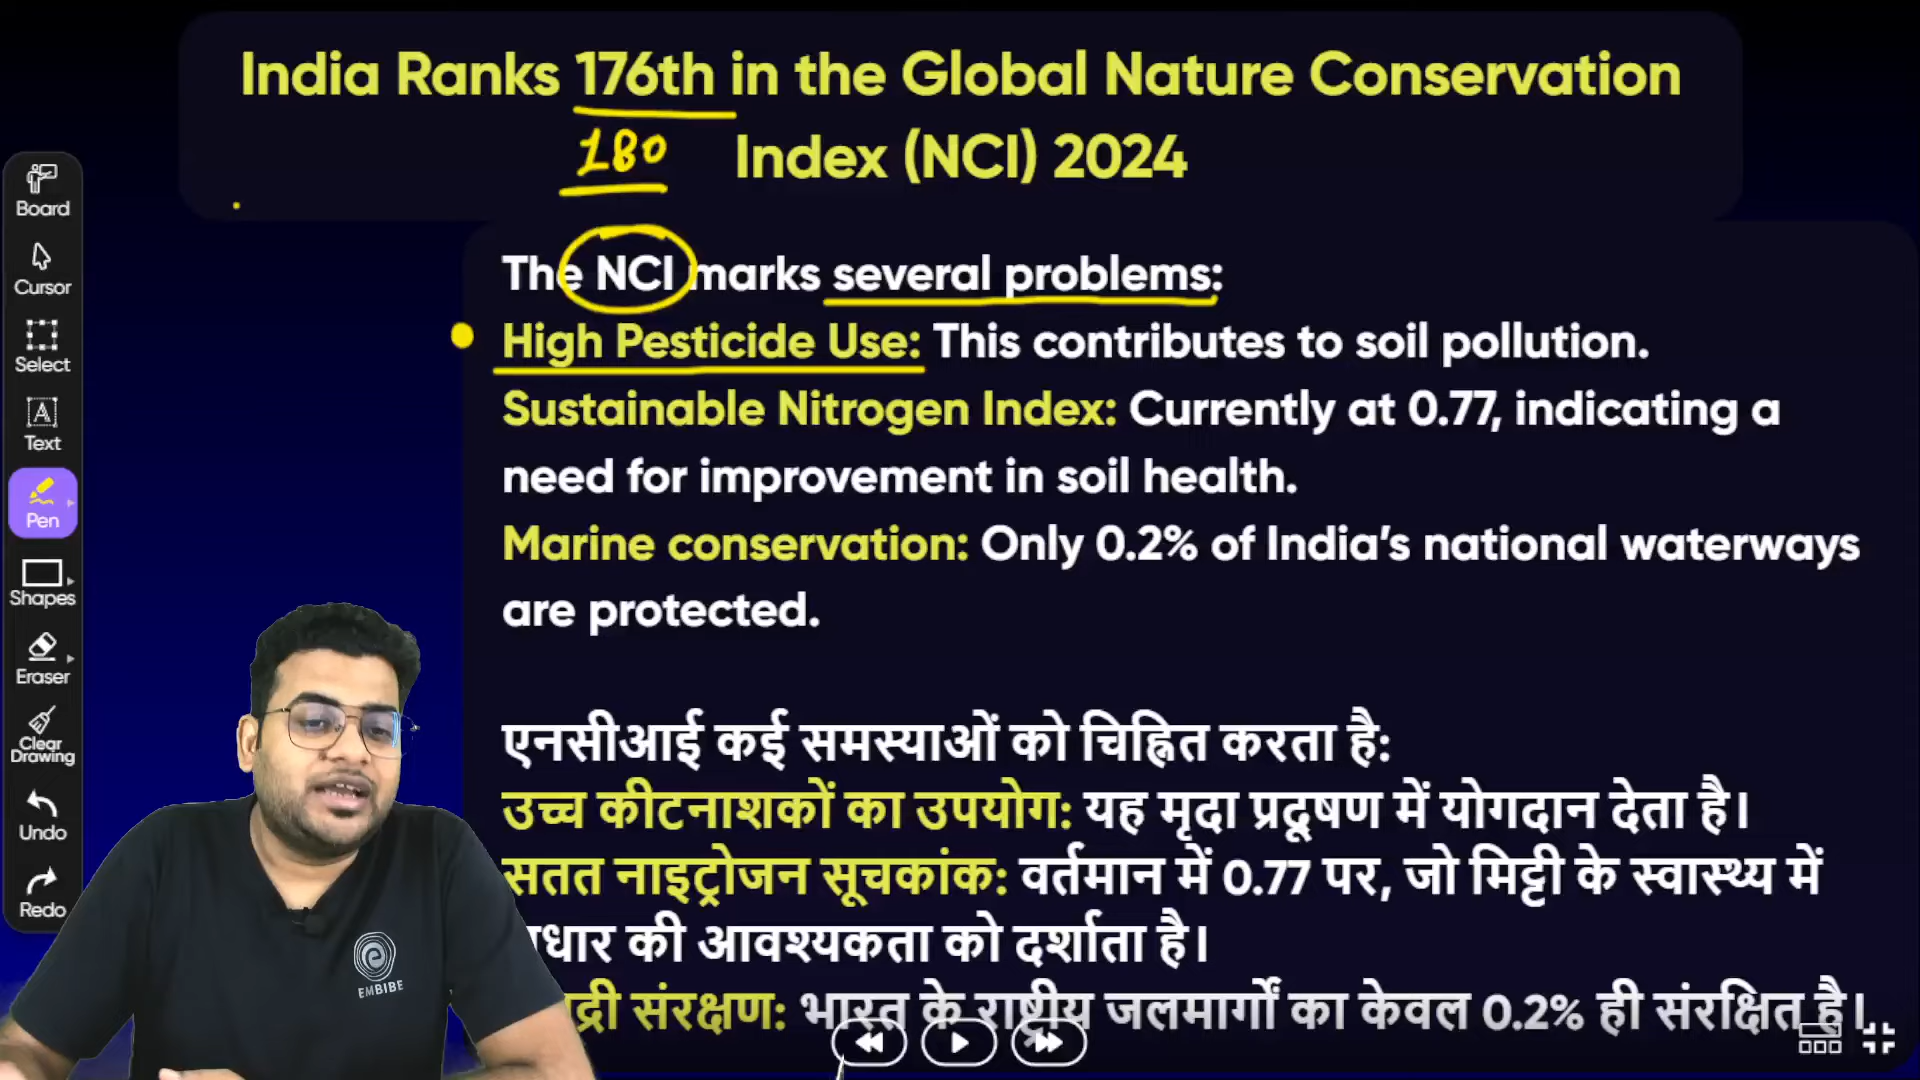 India Ranks 176th in the Global Nature Conservation
180
Index (NCI) 2024
Board
Cursor
Select
Text
Pen
Shapes
Eraser
Clear
Drawing
Undo
Redo
The NCI marks several problems:
High Pesticide Use: This contributes to soil pollution.
Sustainable Nitrogen Index: Currently at 0.77, indicating a
need for improvement in soil health.
Marine conservation: Only 0.2% of India's national waterways
are protected.
एनसीआई कई समस्याओं को चिह्नित करता है:
उच्च कीटनाशकों का उपयोग: यह मृदा प्रदूषण में योगदान देता है।
सतत नाइट्रोजन सूचकांक: वर्तमान में 0.77 पर, जो मिट्टी के स्वास्थ्य में
की आवश्यकता को दर्शाता है।
संरक्षण: भारत के राष्ट्रीय जलमार्गों का केवल 0.2% ही संरक्षित है।
EMBIBE